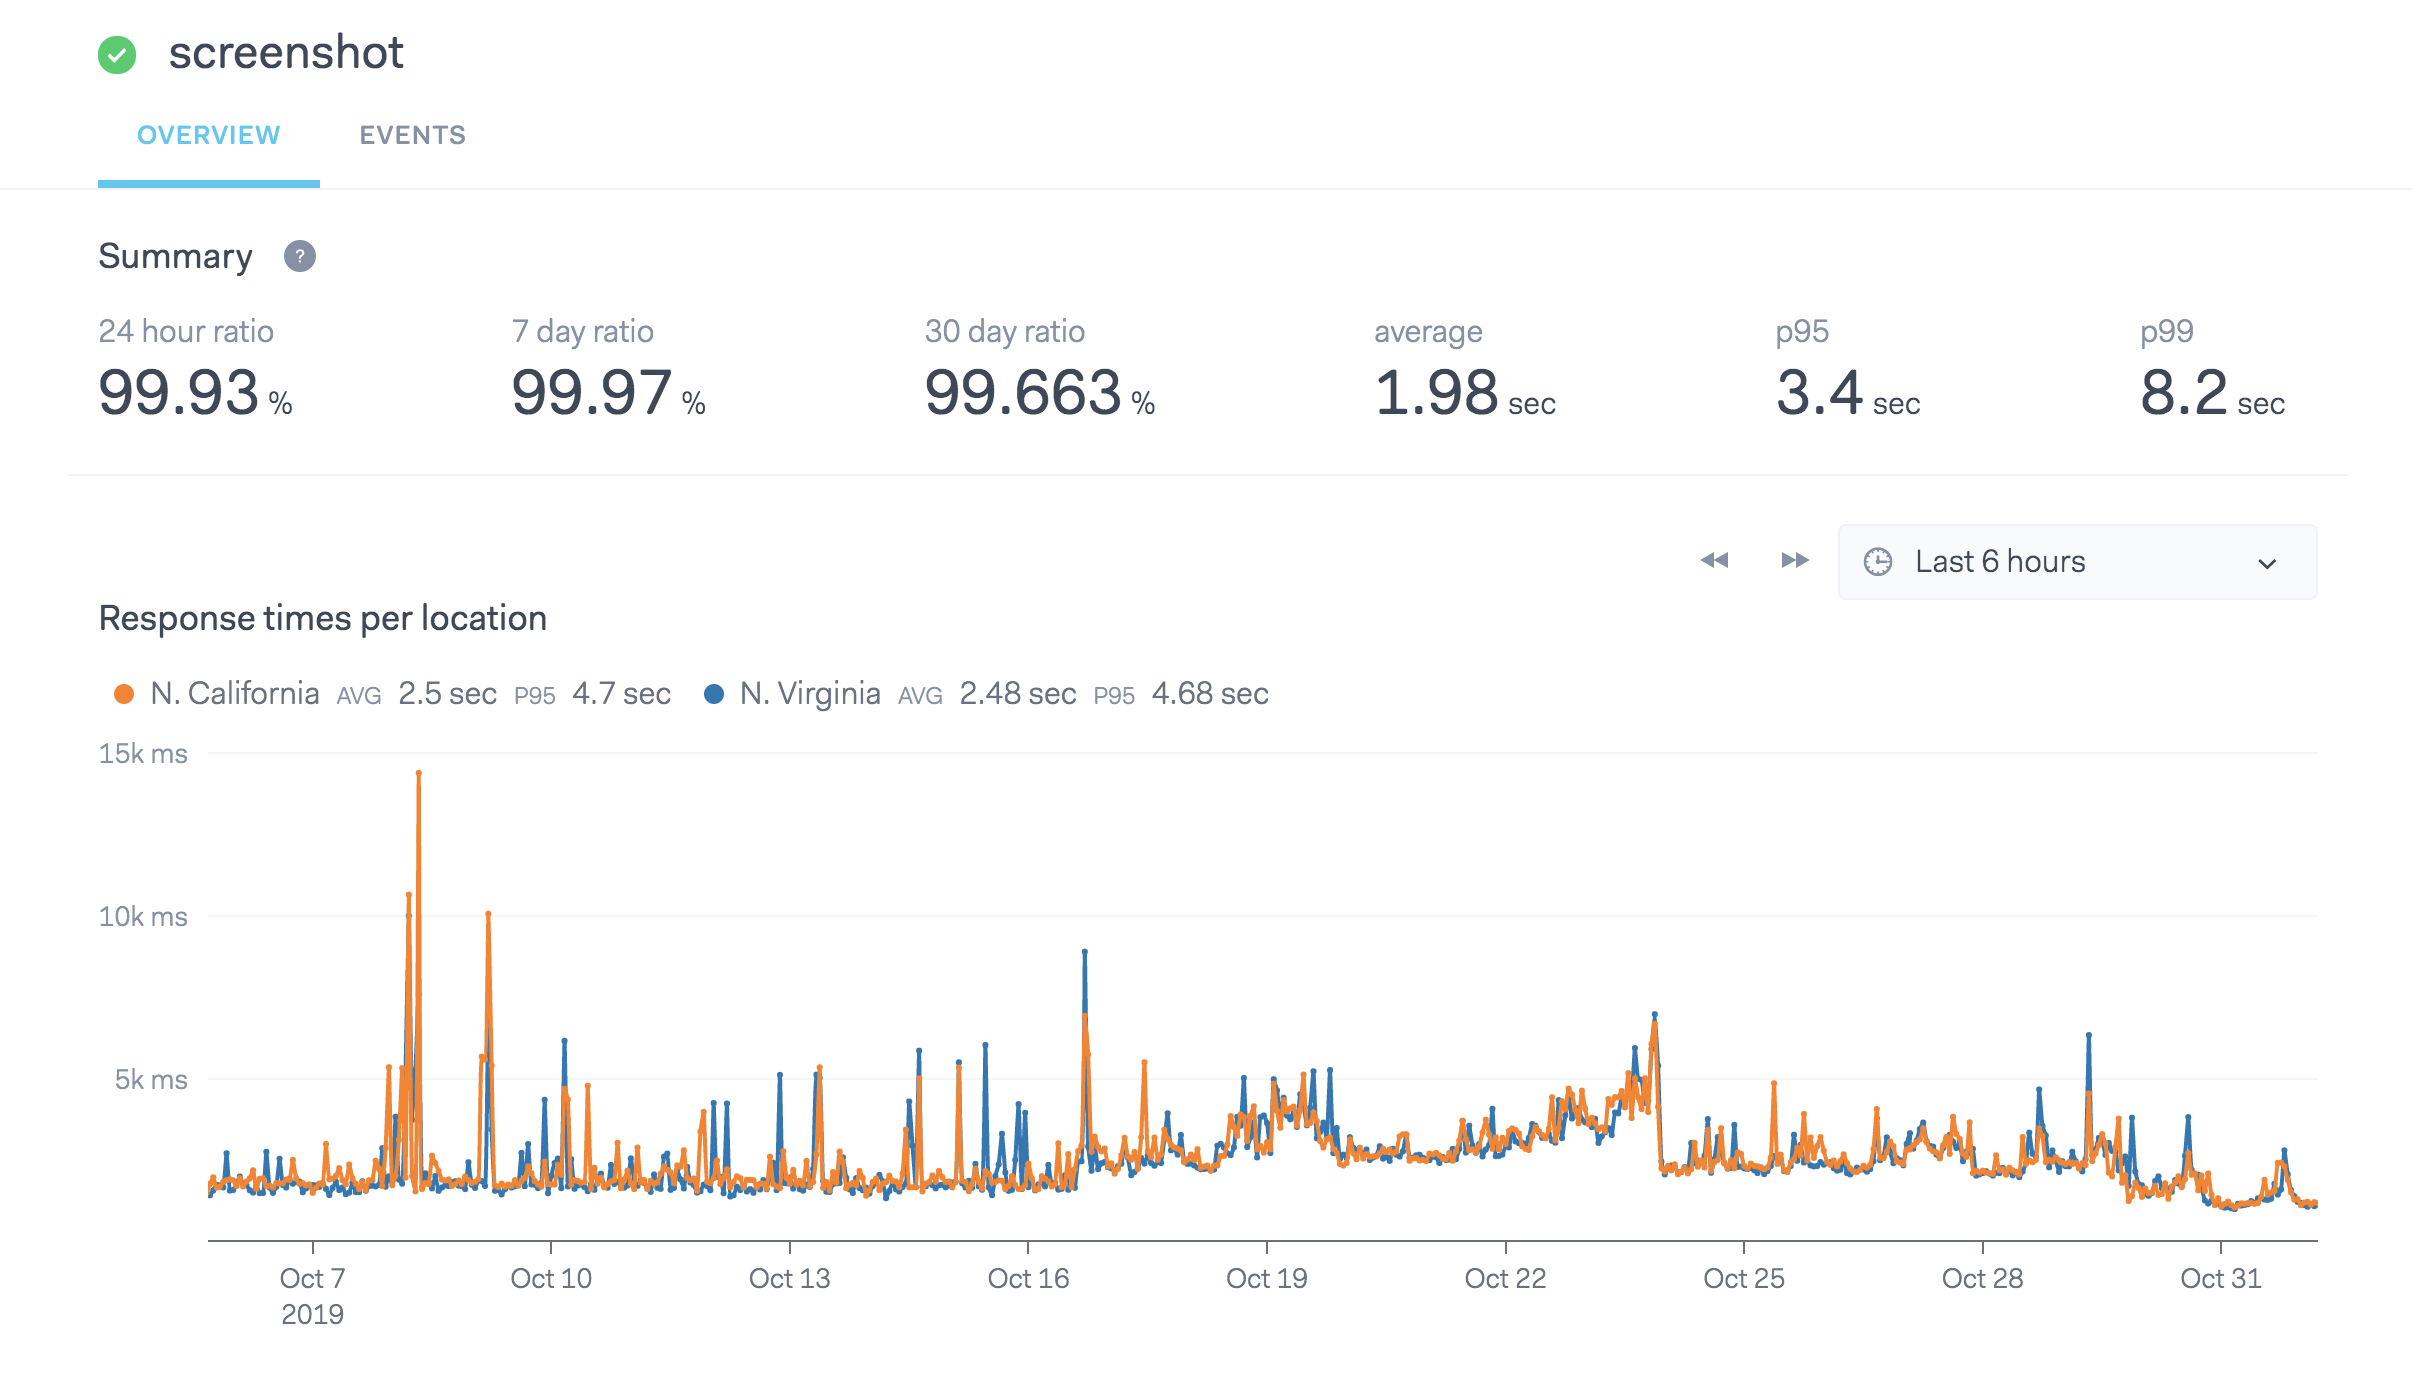 screenshot
OVERVIEW EVENTS
Summary ?
24 hour ratio 7 day ratio 30 day ratio average p95 p99
99.93 % 99.97 % 99.663 % 1.98 sec 3.4 sec 8.2 sec
Last 6 hours
Response times per location
N. California AVG 2.5 sec P95 4.7 sec N. Virginia AVG 2.48 sec P95 4.68 sec
15k ms
10k ms
5k ms
Oct 7 Oct 10 Oct 13 Oct 16 Oct 19 Oct 22 Oct 25 Oct 28 Oct 31
2019